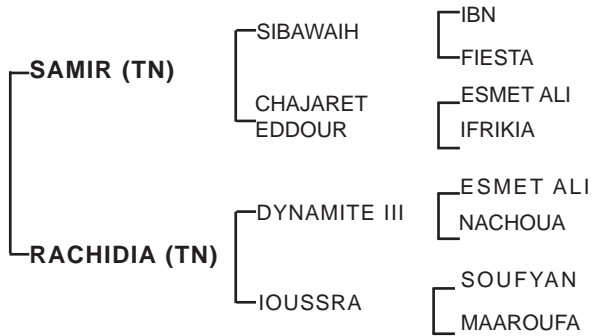 IBN
SIBAWAIH
FIESTA
SAMIR (TN)
ESMET ALI
CHAJARET
EDDOUR
IFRIKIA
ESMET ALI
DYNAMITE III
NACHOUA
RACHIDIA (TN)
SOUFYAN
IOUSSRA
MAAROUFA